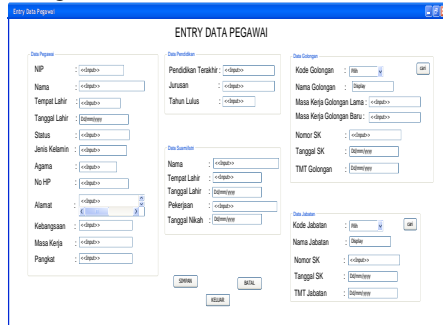 Entry Data Pegawai
ENTRY DATA PEGAWAI
Data Pegawai
NIP : <<Input>>
Nama : <<Input>>
Tempat Lahir : <<Input>>
Tanggal Lahir : Dd/mm/yyyy
Status : <<Input>>
Jenis Kelamin : <<Input>>
Agama : <<Input>>
No HP : <<Input>>
Alamat : <<Input>>
Kebangsaan : <<Input>>
Masa Kerja : <<Input>>
Pangkat : <<Input>>
Data Pendidikan
Pendidikan Terakhir : <<Input>>
Jurusan : <<Input>>
Tahun Lulus : <<Input>>
Data Suami/Istri
Nama : <<Input>>
Tempat Lahir : <<Input>>
Tanggal Lahir : Dd/mm/yyyy
Pekerjaan : <<Input>>
Tanggal Nikah : Dd/mm/yyyy
SIMPAN
BATAL
KELUAR
Data Golongan
Kode Golongan : Pilih cari
Nama Golongan : Display
Masa Kerja Golongan Lama : <<Input>>
Masa Kerja Golongan Baru : <<Input>>
Nomor SK : <<Input>>
Tanggal SK : Dd/mm/yyyy
TMT Golongan : Dd/mm/yyyy
Data Jabatan
Kode Jabatan : Pilih cari
Nama Jabatan : Display
Nomor SK : <<Input>>
Tanggal SK : Dd/mm/yyyy
TMT Jabatan : Dd/mm/yyyy